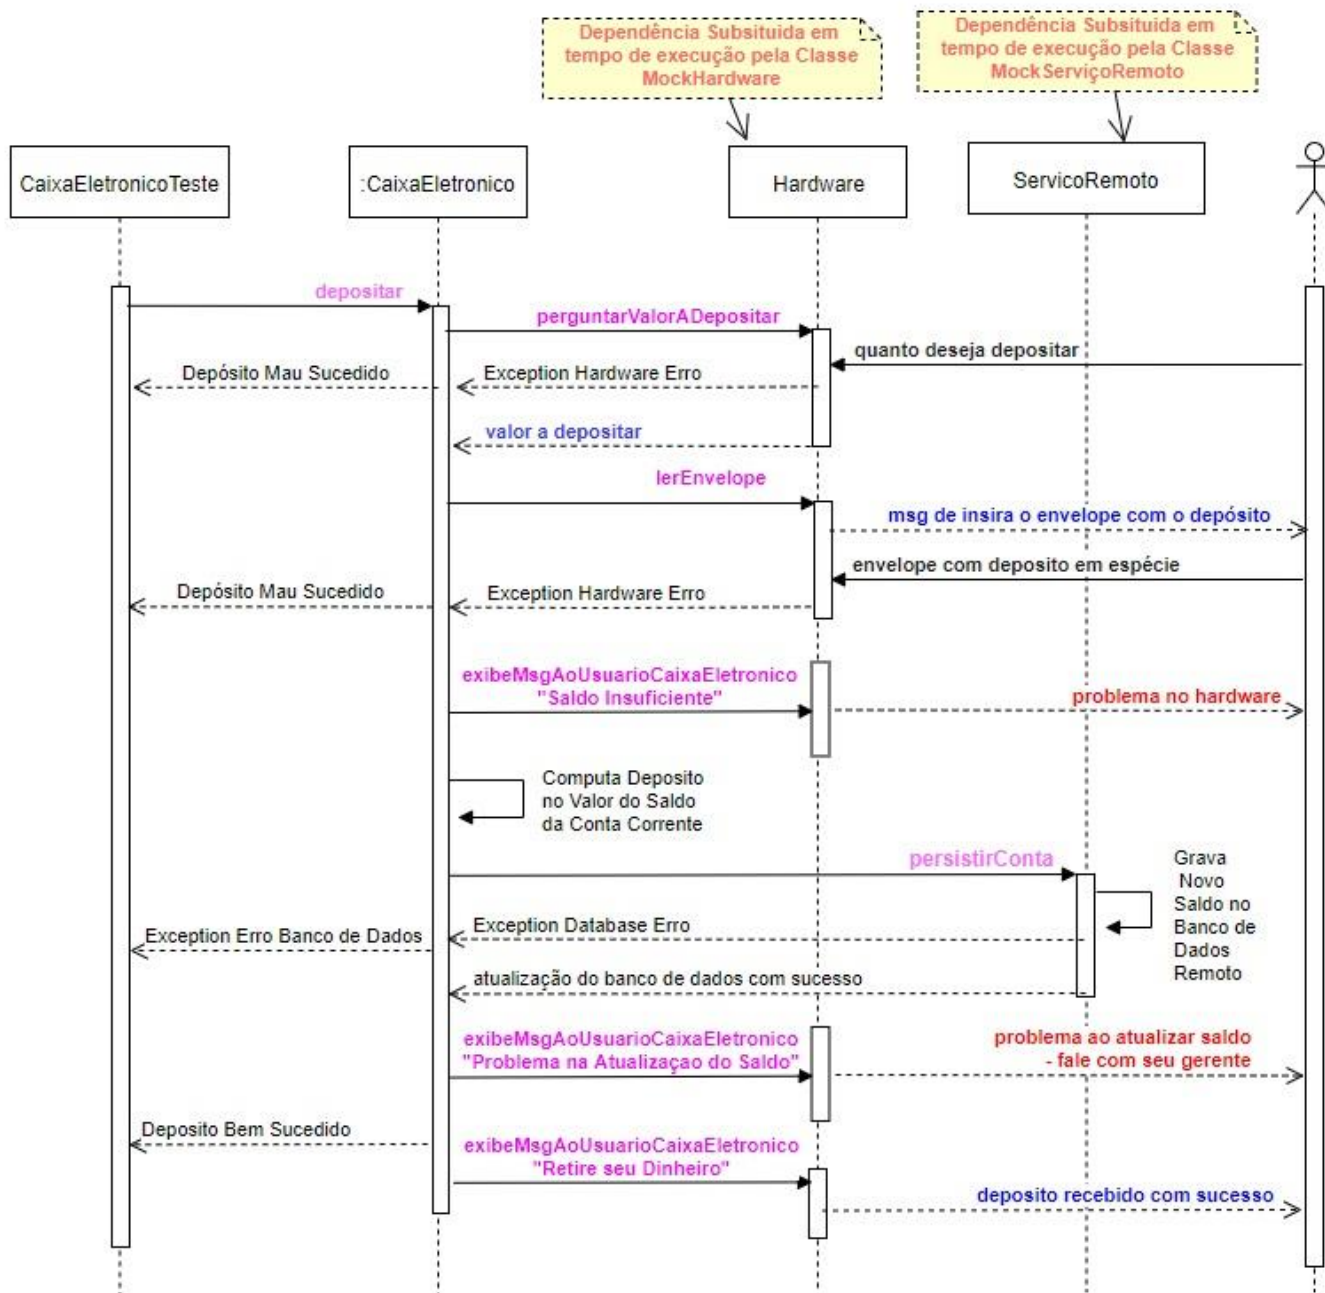 Dependência Subsituida em
tempo de execução pela Classe
MockHardware
Dependência Subsituida em
tempo de execução pela Classe
MockServiçoRemoto
CaixaEletronicoTeste
:CaixaEletronico
Hardware
ServicoRemoto
depositar
perguntarValorADepositar
quanto deseja depositar
Depósito Mau Sucedido
Exception Hardware Erro
valor a depositar
lerEnvelope
msg de insira o envelope com o depósito
envelope com deposito em espécie
Depósito Mau Sucedido
Exception Hardware Erro
exibeMsgAoUsuarioCaixaEletronico
"Saldo Insuficiente"
problema no hardware
Computa Deposito
no Valor do Saldo
da Conta Corrente
persistirConta
Grava
Novo
Saldo no
Banco de
Dados
Remoto
Exception Database Erro
Exception Erro Banco de Dados
atualização do banco de dados com sucesso
exibeMsgAoUsuarioCaixaEletronico
"Problema na Atualizaçao do Saldo"
problema ao atualizar saldo
- fale com seu gerente
Deposito Bem Sucedido
exibeMsgAoUsuarioCaixaEletronico
"Retire seu Dinheiro"
deposito recebido com sucesso